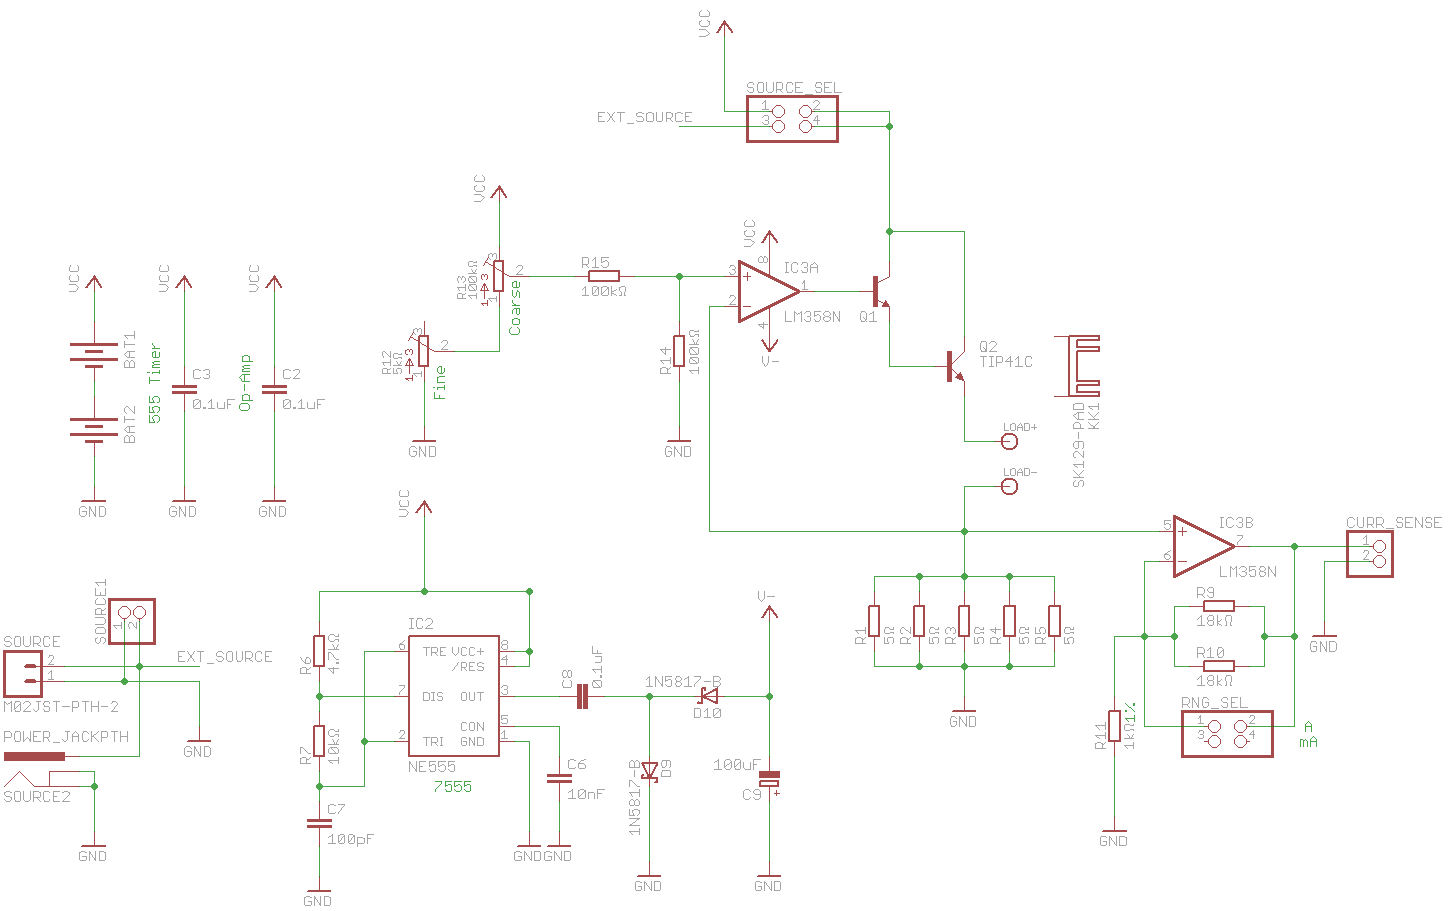 VCC
SOURCE_SEL
1 2
EXT_SOURCE
3 4
VCC
VCC
3
2
R13
100kΩ
1 3
1
Coarse
R15
100kΩ
3
+
8
IC3A
1
2
-
4
LM358N
V-
Q1
Q2
TIP41C
R14
100kΩ
GND
3
2
R12
5kΩ
1 3
1
Fine
GND
VCC
VCC
VCC
BAT1
BAT2
555 Timer
C3
0.1uF
Op-Amp
C2
0.1uF
GND
GND
GND
LOAD+
LOAD-
SK129-PAD
KK1
VCC
5
+
IC3B
7
6
-
LM358N
CURR_SENSE
1
2
GND
R1
5Ω
R2
5Ω
R3
5Ω
R4
5Ω
R5
5Ω
GND
R9
18kΩ
R10
18kΩ
RNG_SEL
1 2
3 4
A
mA
R11
1kΩ1%
GND
SOURCE1
1
2
SOURCE
2
1
EXT_SOURCE
M02JST-PTH-2
GND
POWER_JACKPTH
SOURCE2
GND
R6
4.7kΩ
R7
10kΩ
C7
100pF
GND
IC2
6 TRE VCC+ 8
/RES 4
7 DIS OUT 3
CON 5
2 TRI GND 1
NE555
7555
GND
C6
10nF
GND
C8
0.1uF
1N5817-B
D10
1N5817-B
D9
GND
V-
100uF
C9
+
GND